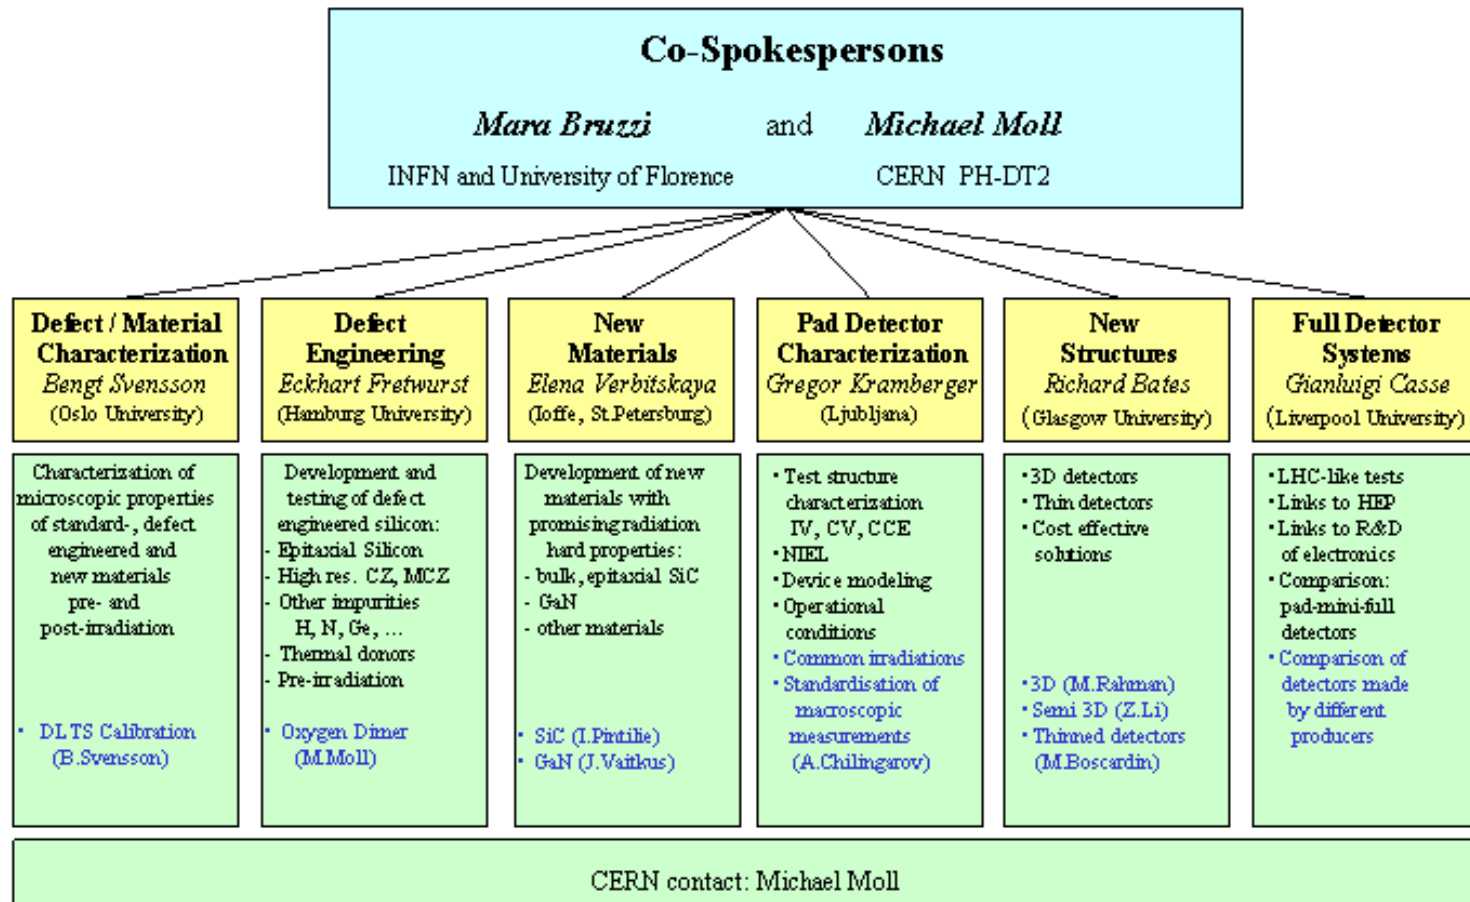 Co-Spokespersons
Mara Bruzzi and Michael Moll
INFN and University of Florence CERN PH-DT2
Defect / Material
Characterization
Bengt Svensson
(Oslo University)
Defect
Engineering
Eckhart Fretwurst
(Hamburg University)
New
Materials
Elena Verbitskaya
(Ioffe, St.Petersburg)
Pad Detector
Characterization
Gregor Kramberger
(Ljubljana)
New
Structures
Richard Bates
(Glasgow University)
Full Detector
Systems
Gianluigi Casse
(Liverpool University)
Characterization of
microscopic properties
of standard-, defect
engineered and
new materials
pre- and
post-irradiation
• DLTS Calibration
(B.Svensson)
Development and
testing of defect
engineered silicon:
- Epitaxial Silicon
- High res. CZ, MCZ
- Other impurities
H, N, Ge, ...
- Thermal donors
- Pre-irradiation
• Oxygen Dimer
(M.Moll)
Development of new
materials with
promising radiation
hard properties:
- bulk, epitaxial SiC
- GaN
- other materials
• SiC (I.Pintilie)
• GaN (J.Vaitkus)
• Test structure
characterization
IV, CV, CCE
• NIEL
• Device modeling
• Operational
conditions
• Common irradiations
• Standardisation of
macroscopic
measurements
(A.Chilingarov)
• 3D detectors
• Thin detectors
• Cost effective
solutions
• 3D (M.Rahman)
• Semi 3D (Z.Li)
• Thinned detectors
(M.Boscardin)
• LHC-like tests
• Links to HEP
• Links to R&D
of electronics
• Comparison:
pad-mini-full
detectors
• Comparison of
detectors made
by different
producers
CERN contact: Michael Moll